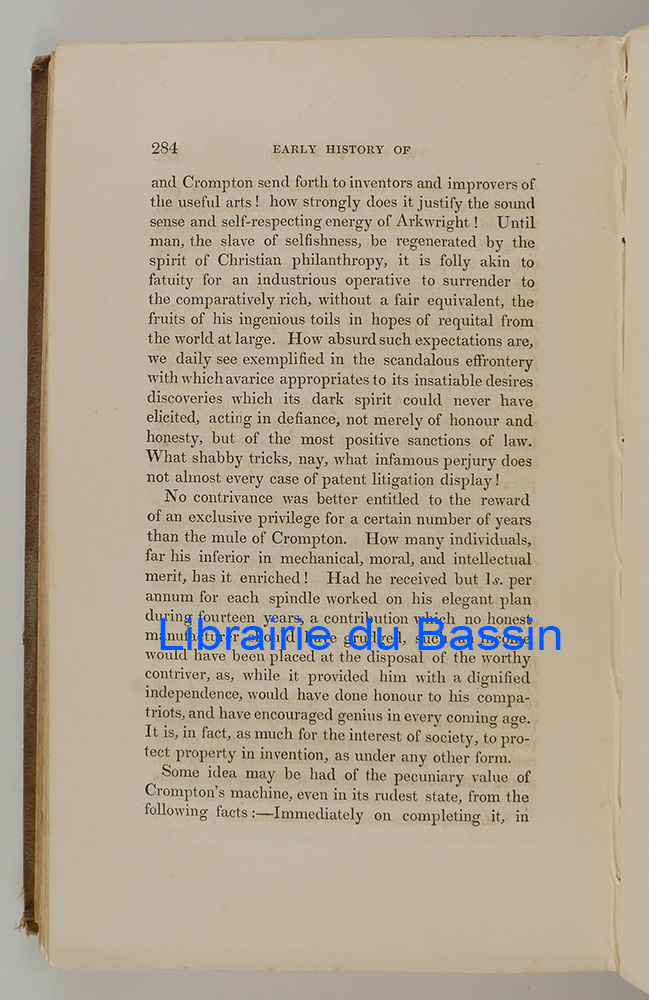 284 EARLY HISTORY OF
and Crompton send forth to inventors and improvers of
the useful arts ! how strongly does it justify the sound
sense and self-respecting energy of Arkwright ! Until
man, the slave of selfishness, be regenerated by the
spirit of Christian philanthropy, it is folly akin to
fatuity for an industrious operative to surrender to
the comparatively rich, without a fair equivalent, the
fruits of his ingenious toils in hopes of requital from
the world at large. How absurd such expectations are,
we daily see exemplified in the scandalous effrontery
with which avarice appropriates to its insatiable desires
discoveries which its dark spirit could never have
elicited, acting in defiance, not merely of honour and
honesty, but of the most positive sanctions of law.
What shabby tricks, nay, what infamous perjury does
not almost every case of patent litigation display !
No contrivance was better entitled to the reward
of an exclusive privilege for a certain number of years
than the mule of Crompton. How many individuals,
far his inferior in mechanical, moral, and intellectual
merit, has it enriched ! Had he received but 1s. per
annum for each spindle worked on his elegant plan
during fourteen years, a contribution which no honest
manufacturer should have grudged, such an income
Librairie du Bassin
would have been placed at the disposal of the worthy
contriver, as, while it provided him with a dignified
independence, would have done honour to his compa-
triots, and have encouraged genius in every coming age.
It is, in fact, as much for the interest of society, to pro-
tect property in invention, as under any other form.
Some idea may be had of the pecuniary value of
Crompton's machine, even in its rudest state, from the
following facts :—Immediately on completing it, in